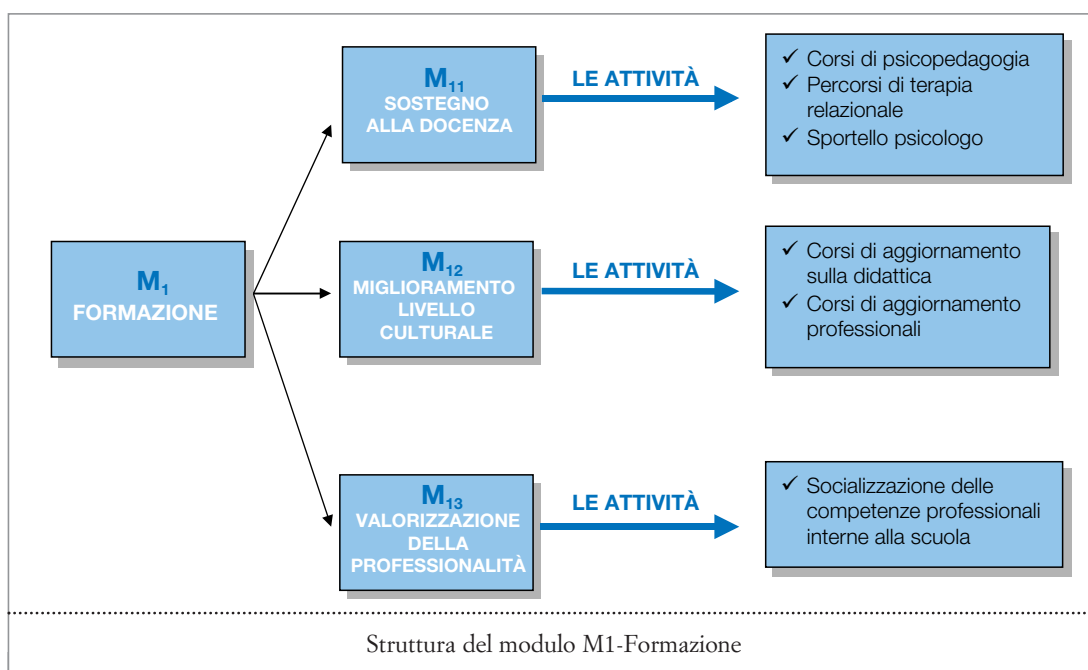 M11
SOSTEGNO
ALLA DOCENZA
LE ATTIVITÀ
✓ Corsi di psicopedagogia
✓ Percorsi di terapia
relazionale
✓ Sportello psicologo
M1
FORMAZIONE
M12
MIGLIORAMENTO
LIVELLO
CULTURALE
LE ATTIVITÀ
✓ Corsi di aggiornamento
sulla didattica
✓ Corsi di aggiornamento
professionali
M13
VALORIZZAZIONE
DELLA
PROFESSIONALITÀ
LE ATTIVITÀ
✓ Socializzazione delle
competenze professionali
interne alla scuola
Struttura del modulo M1-Formazione